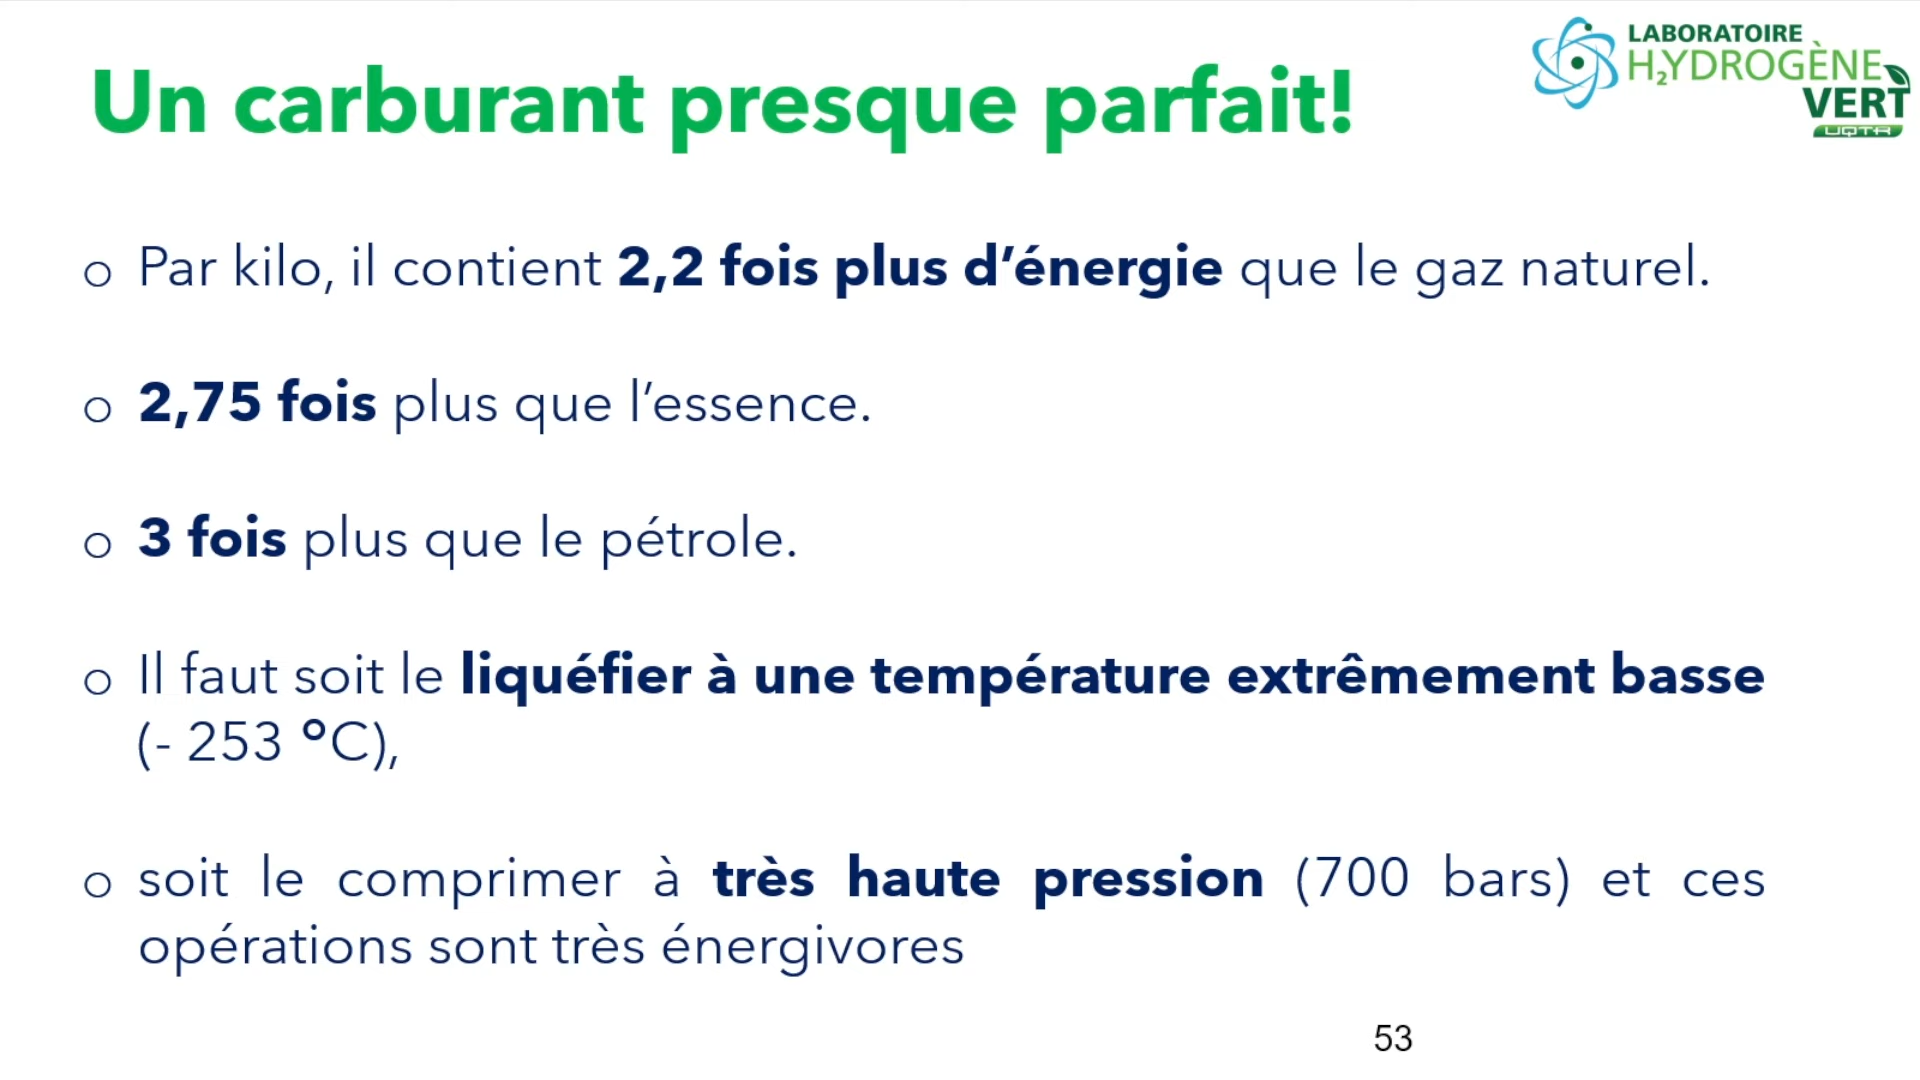 LABORATOIRE
H₂YDROGÈNE
VERT
UQTR
Un carburant presque parfait!
o Par kilo, il contient 2,2 fois plus d’énergie que le gaz naturel.
o 2,75 fois plus que l’essence.
o 3 fois plus que le pétrole.
o Il faut soit le liquéfier à une température extrêmement basse
(- 253 °C),
o soit le comprimer à très haute pression (700 bars) et ces
opérations sont très énergivores
53